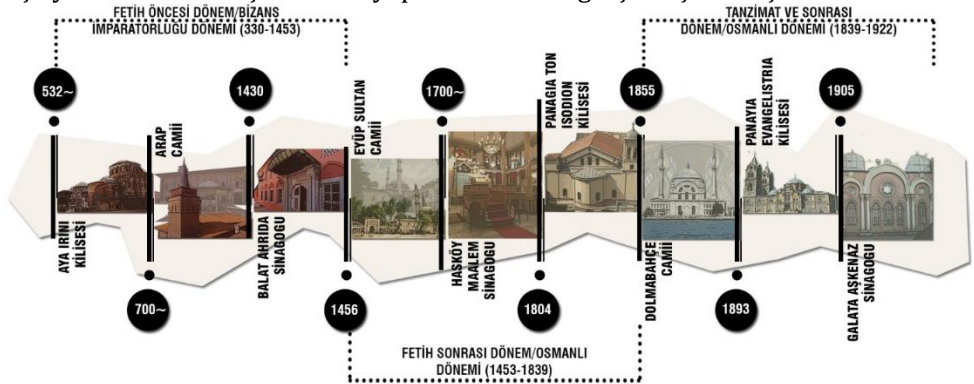 FETİH ÖNCESİ DÖNEM/BİZANS
İMPARATORLUĞU DÖNEMİ (330-1453)
TANZİMAT VE SONRASI
DÖNEM/OSMANLI DÖNEMİ (1839-1922)
532~
AYA İRİNİ
KİLİSESİ
ARAP
CAMİİ
700~
1430
BALAT AHRIDA
SİNAGOGU
EYÜP SULTAN
CAMİİ
1456
1700~
HASKÖY
MAALEM
SİNAGOGU
PANAGIA TON
ISODION
KİLİSESİ
1804
1855
DOLMABAHÇE
CAMİİ
PANAYIA
EVANGELISTRIA
KİLİSESİ
1893
1905
GALATA AŞKENAZ
SİNAGOGU
FETİH SONRASI DÖNEM/OSMANLI
DÖNEMİ (1453-1839)